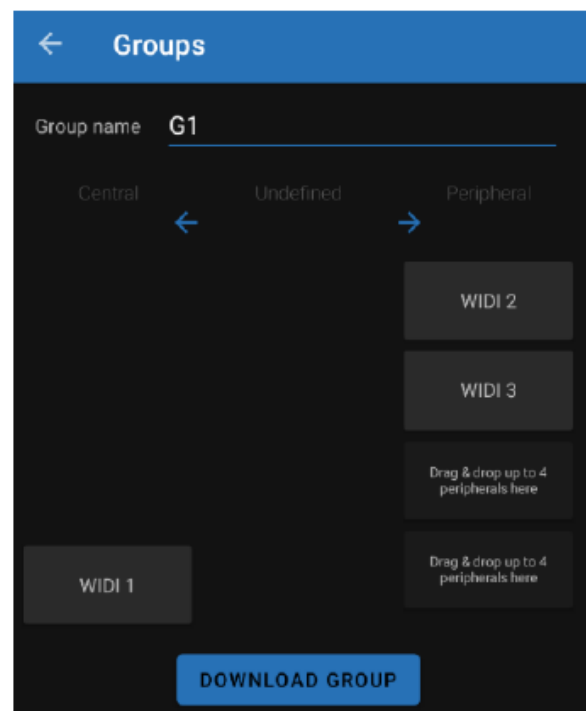 Groups
Group name G1
Central Undefined Peripheral
WIDI 2
WIDI 3
Drag & drop up to 4
peripherals here
Drag & drop up to 4
peripherals here
WIDI 1
DOWNLOAD GROUP